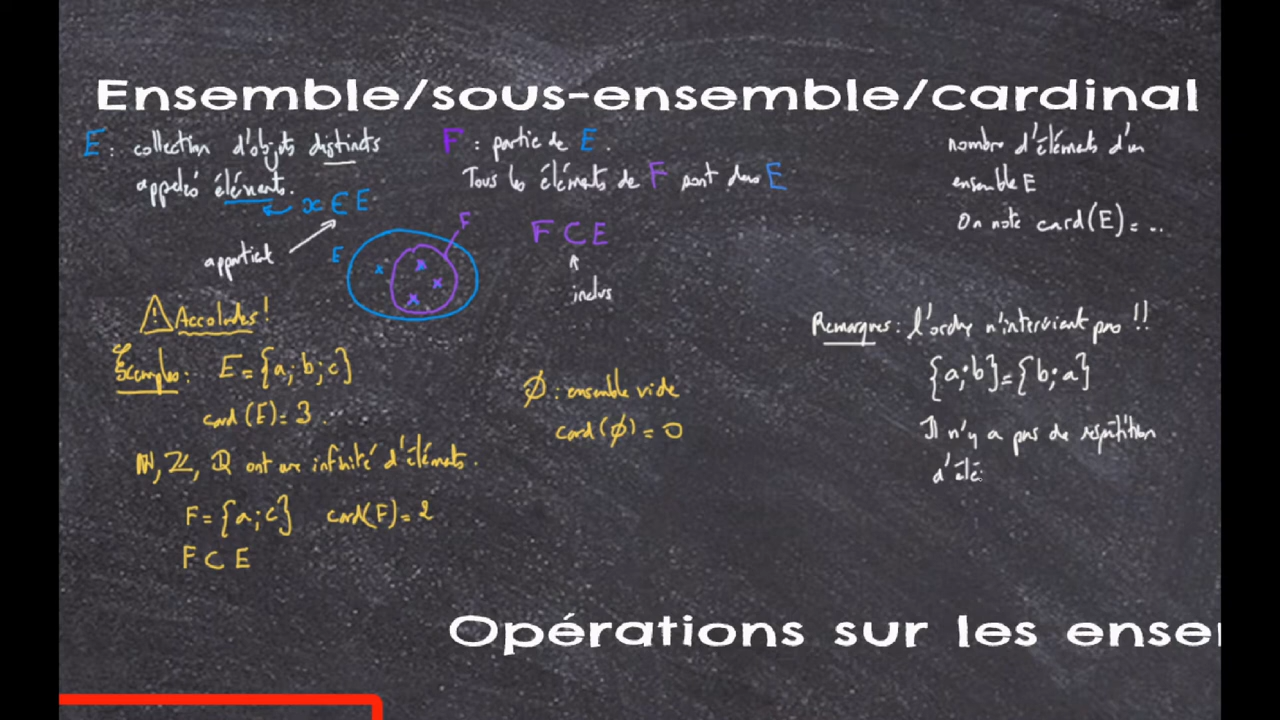 Ensemble/sous-ensemble/cardinal
E : collection d'objets distincts
appelés éléments.
x ∈ E
appartient
E
F
F : partie de E.
Tous les éléments de F sont dans E
F ⊂ E
inclus
nombre d'éléments d'un
ensemble E
On note card(E) = ...
! Accolades !
Exemples : E = {a; b; c}
card(E) = 3.
ℕ, ℤ, ℝ ont une infinité d'éléments.
F = {a; c} card(F) = 2
F ⊂ E
∅ : ensemble vide
card(∅) = 0
Remarques : l'ordre n'intervient pas !!
{a; b} = {b; a}
Il n'y a pas de répétition
d'élé
Opérations sur les ense